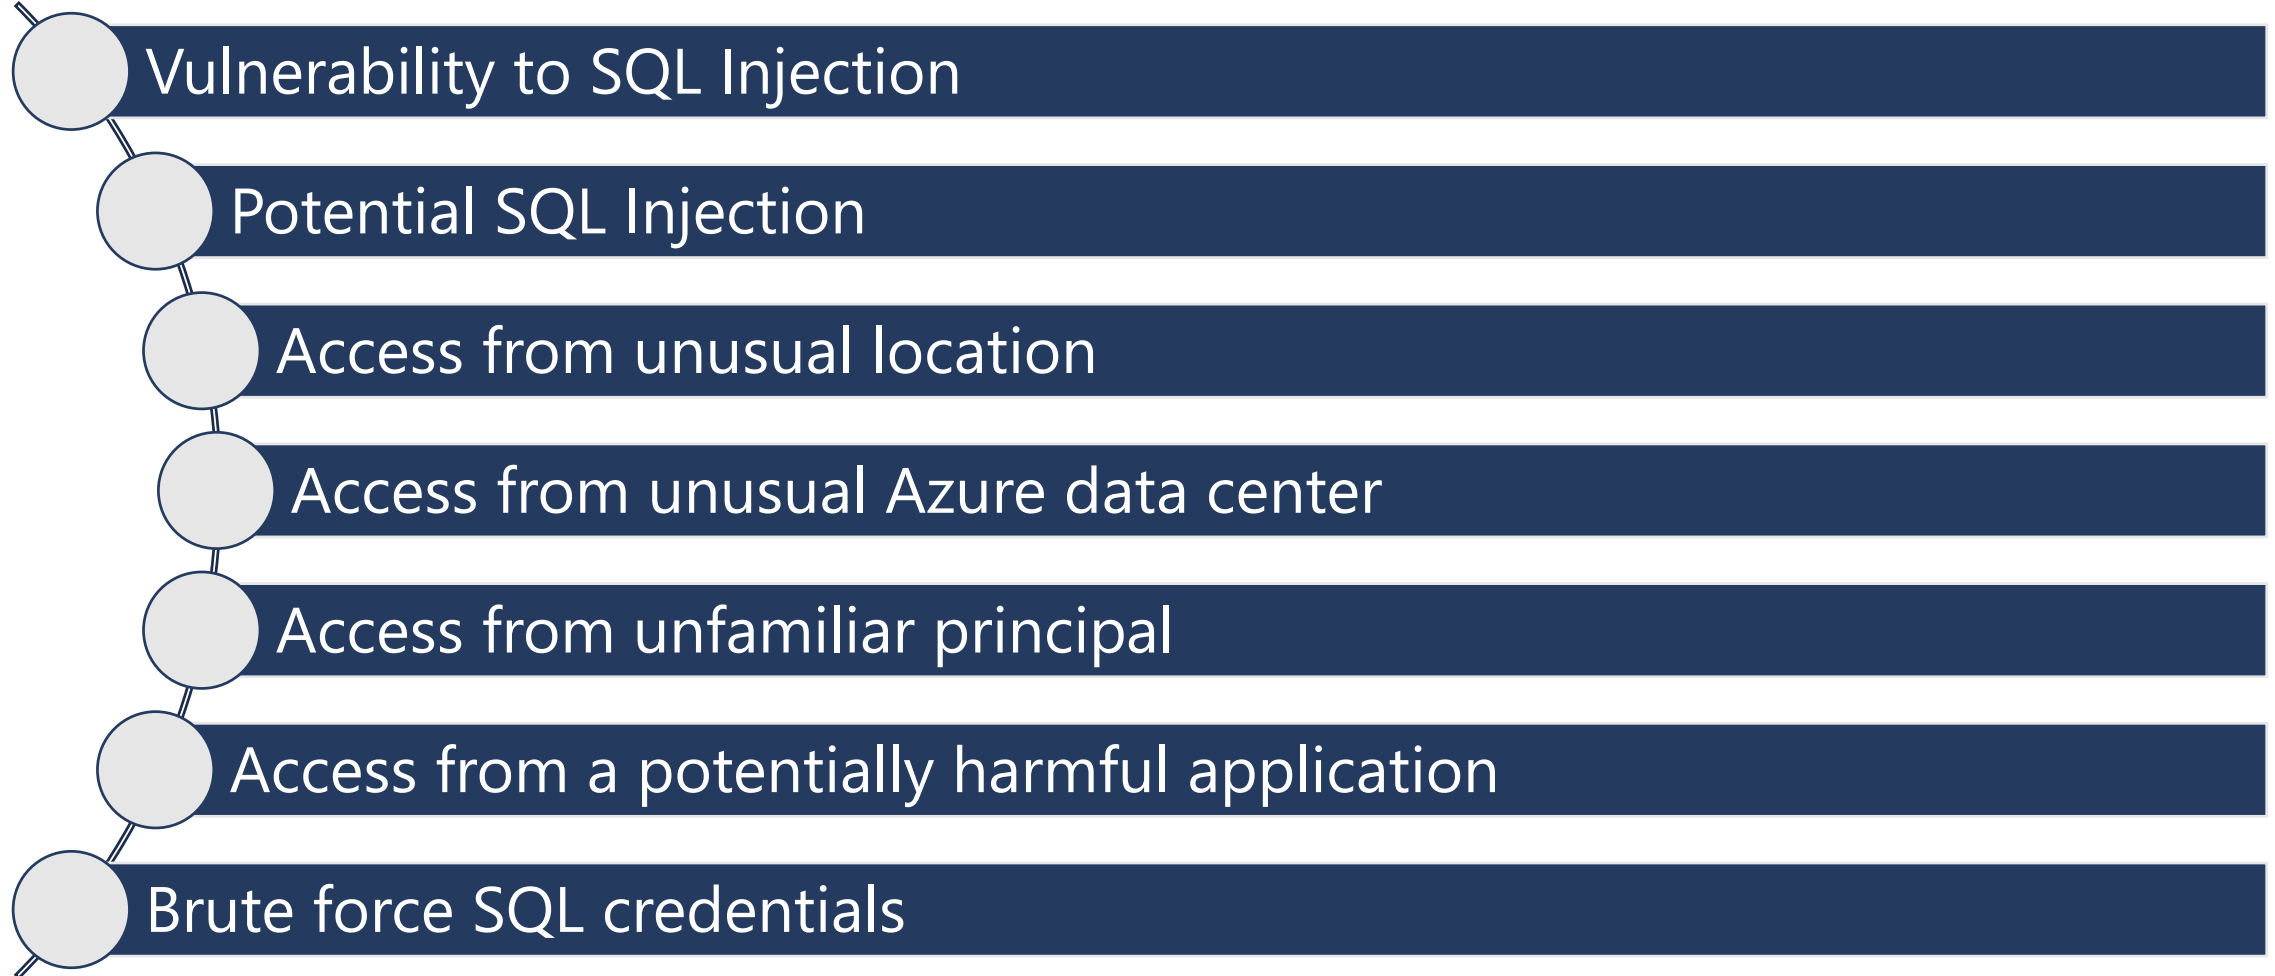 Vulnerability to SQL Injection
Potential SQL Injection
Access from unusual location
Access from unusual Azure data center
Access from unfamiliar principal
Access from a potentially harmful application
Brute force SQL credentials